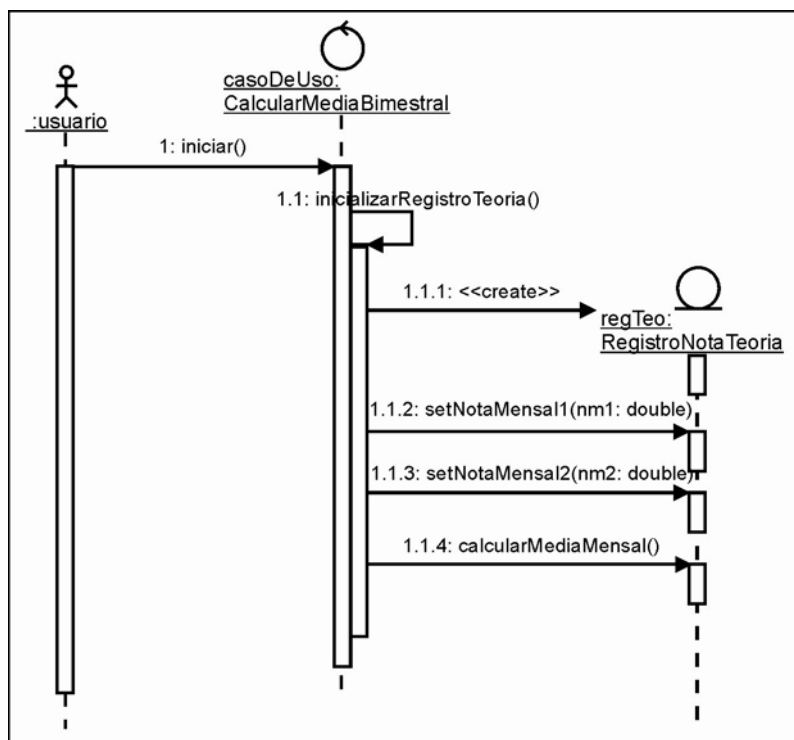 casoDeUso:
CalcularMediaBimestral
:usuario
1: iniciar()
1.1: inicializarRegistroTeoria()
1.1.1: <<create>>
regTeo:
RegistroNotaTeoria
1.1.2: setNotaMensal1(nm1: double)
1.1.3: setNotaMensal2(nm2: double)
1.1.4: calcularMediaMensal()